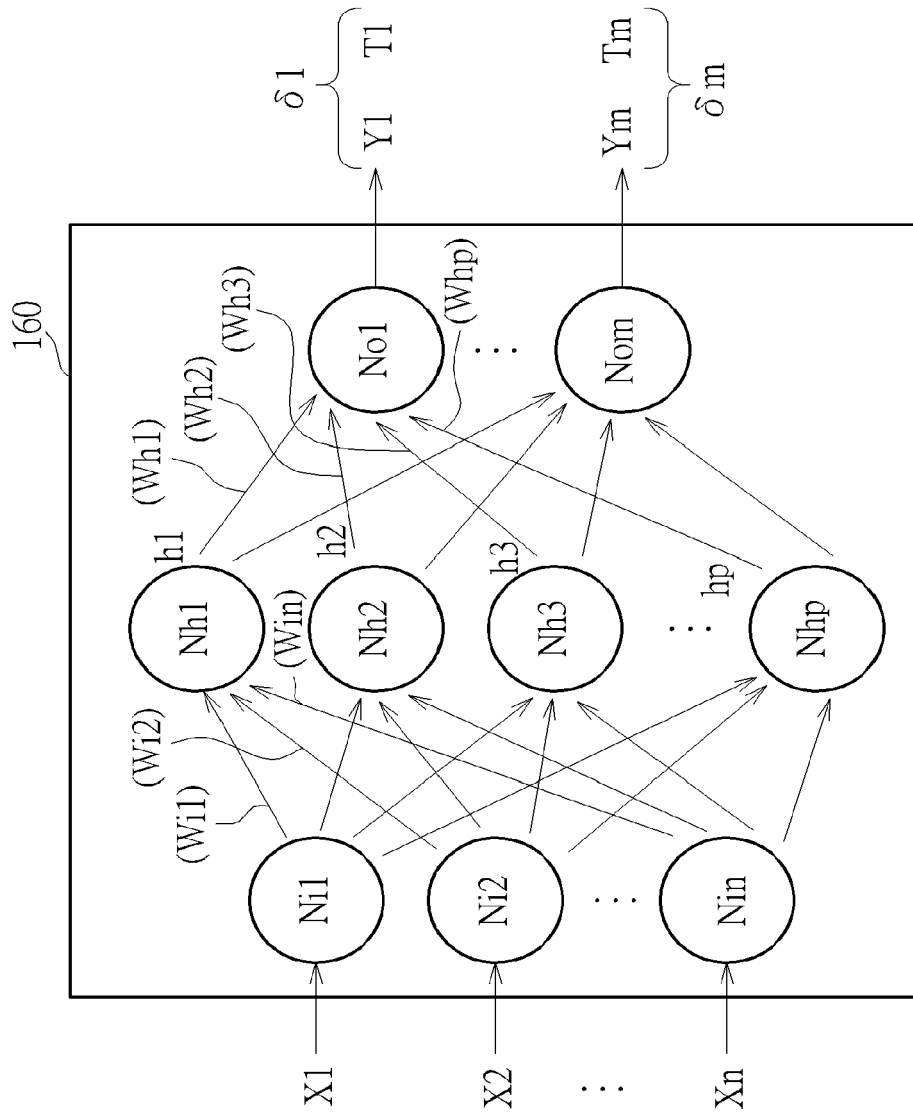 160
X1
X2
...
Xn
Ni1
Ni2
...
Nin
(Wi1)
(Wi2)
(Win)
Nh1
Nh2
Nh3
...
Nhp
h1
h2
h3
hp
(Wh1)
(Wh2)
(Wh3)
(Whp)
No1
...
Nom
δ1
Y1 T1
Ym Tm
δm